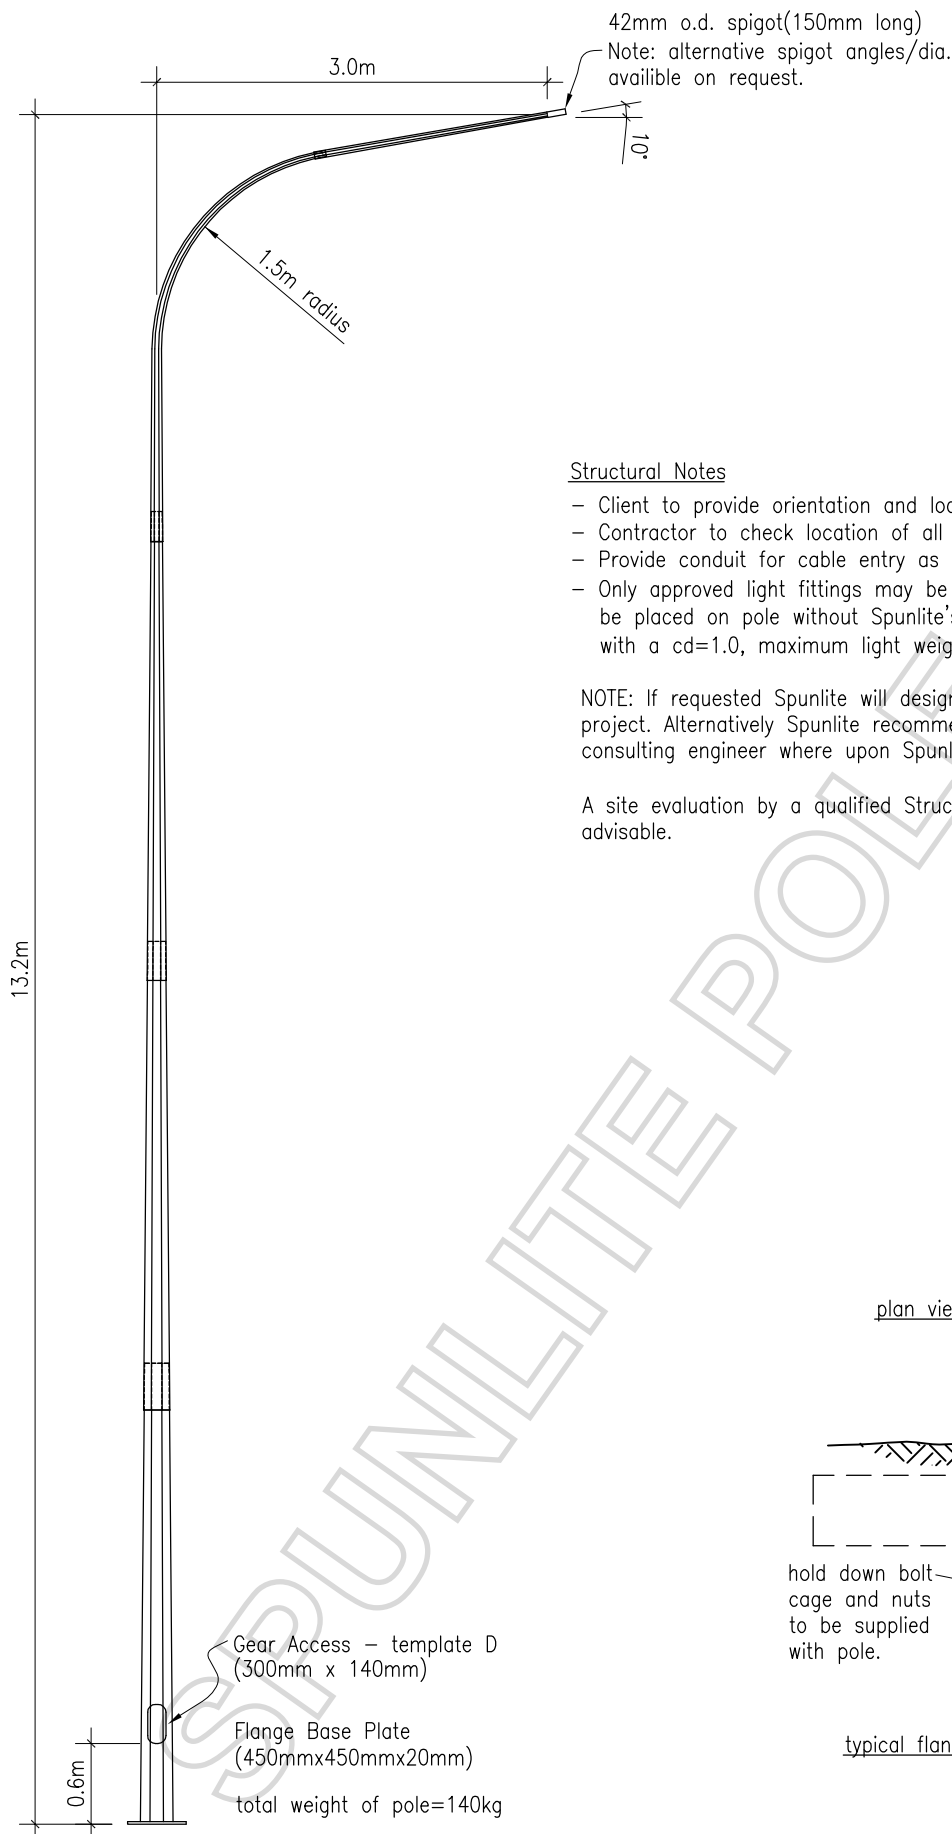 42mm o.d. spigot(150mm long)
Note: alternative spigot angles/dia.
availible on request.
3.0m
10°
1.5m radius
Structural Notes
– Client to provide orientation and loc
– Contractor to check location of all
– Provide conduit for cable entry as
– Only approved light fittings may be
be placed on pole without Spunlite's
with a cd=1.0, maximum light weig
NOTE: If requested Spunlite will design
project. Alternatively Spunlite recomme
consulting engineer where upon Spunl
A site evaluation by a qualified Struc
advisable.
13.2m
SPUNLITE POLE
plan vie
hold down bolt
cage and nuts
to be supplied
with pole.
Gear Access – template D
(300mm x 140mm)
Flange Base Plate
(450mmx450mmx20mm)
typical flan
0.6m
total weight of pole=140kg